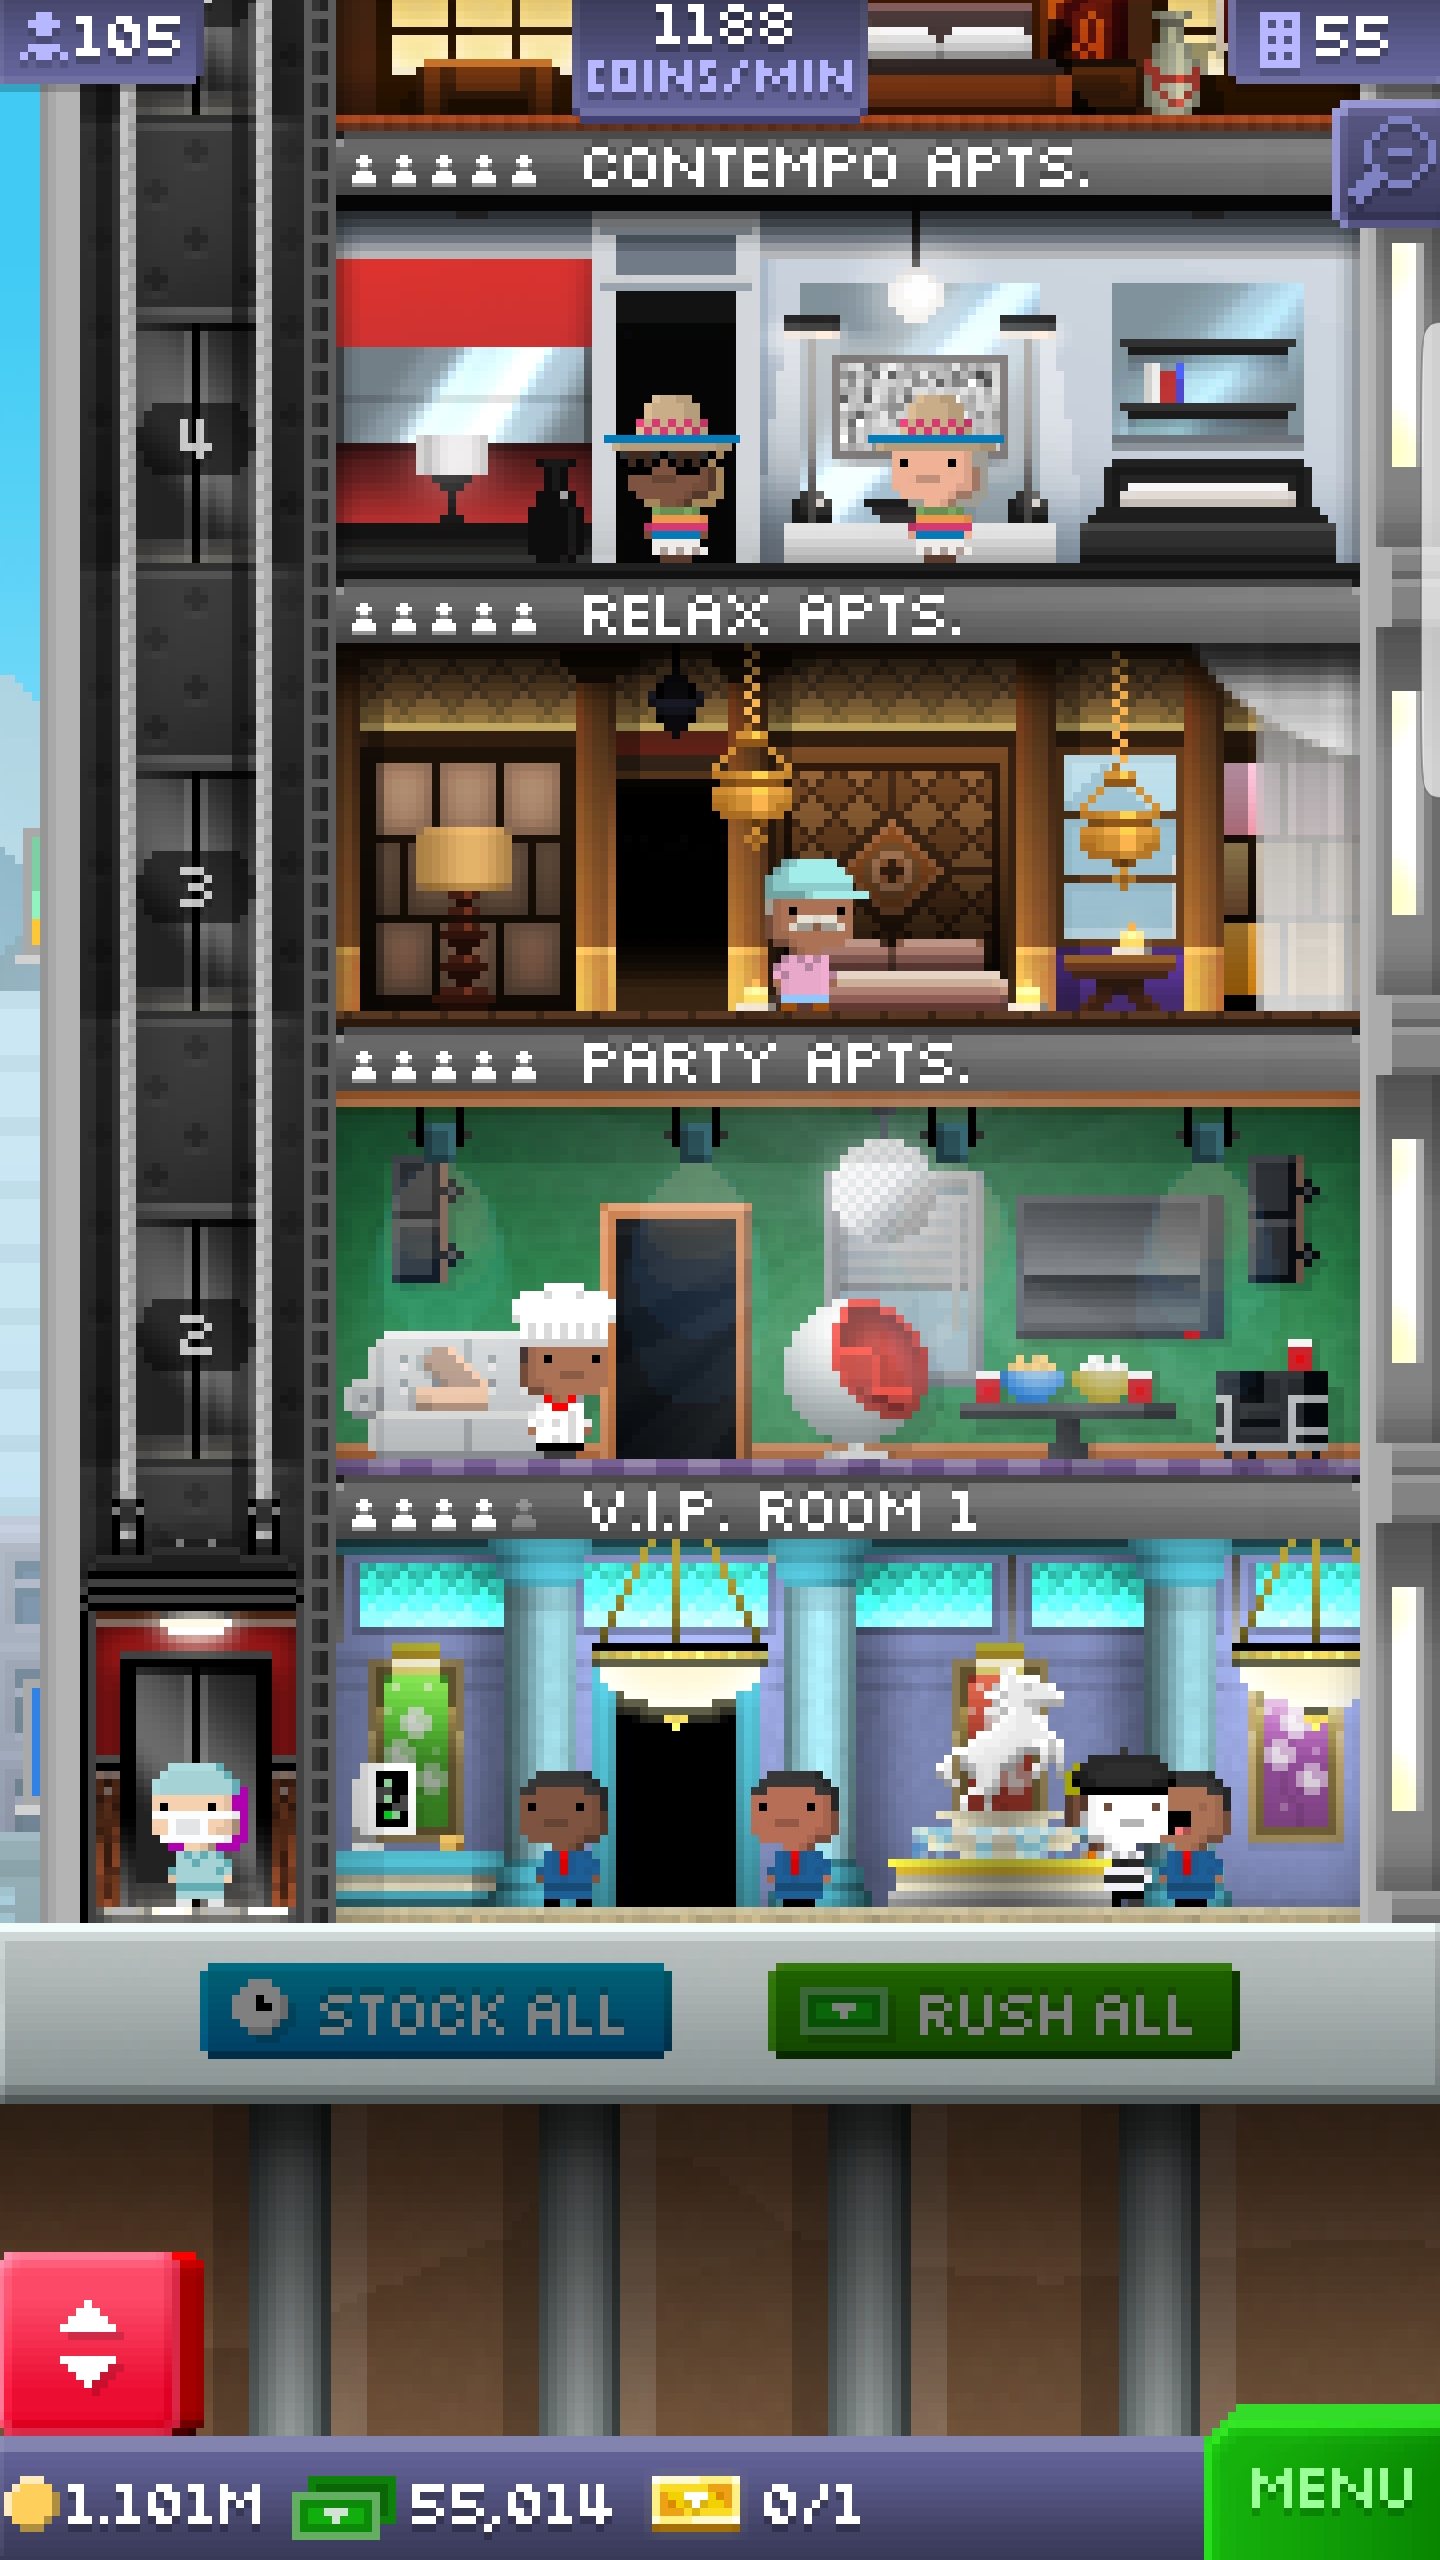 105
1188
COINS/MIN
55
CONTEMPO APTS.
4
RELAX APTS.
3
PARTY APTS.
2
V.I.P. ROOM 1
STOCK ALL
RUSH ALL
1.101M
55,014
0/1
MENU